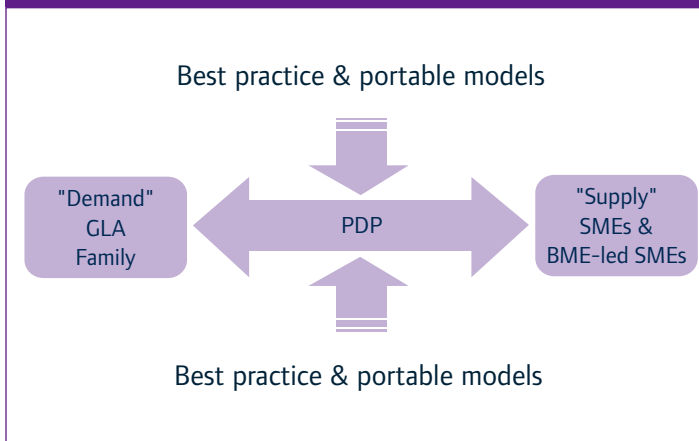 Best practice & portable models
"Demand"
GLA
Family
PDP
"Supply"
SMEs &
BME-led SMEs
Best practice & portable models